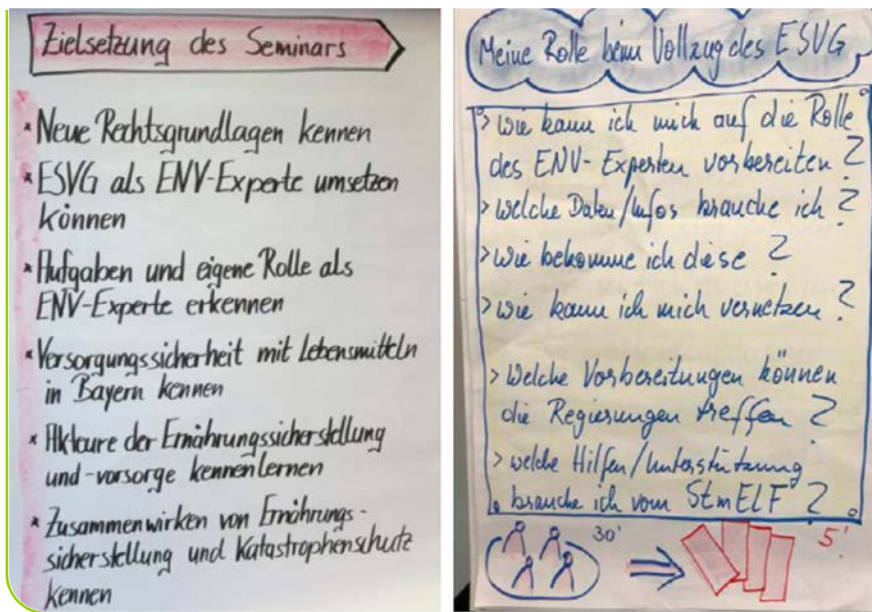 Zielsetzung des Seminars
* Neue Rechtsgrundlagen kennen
* ESVG als ENV-Experte umsetzen
können
* Aufgaben und eigene Rolle als
ENV-Experte erkennen
* Versorgungssicherheit mit Lebensmitteln
in Bayern kennen
* Akteure der Ernährungssicherstellung
und -vorsorge kennenlernen
* Zusammenwirken von Ernährungs-
sicherstellung und Katastrophenschutz
kennen
Meine Rolle beim Vollzug des ESVG
> wie kann ich mich auf die Rolle
des ENV-Experten vorbereiten?
> welche Daten/Infos brauche ich?
> wie bekomme ich diese?
> wie kann ich mich vernetzen?
> welche Vorbereitungen können
die Regierungen treffen?
> welche Hilfen/Unterstützung
brauche ich vom StmELF?
30'
5'